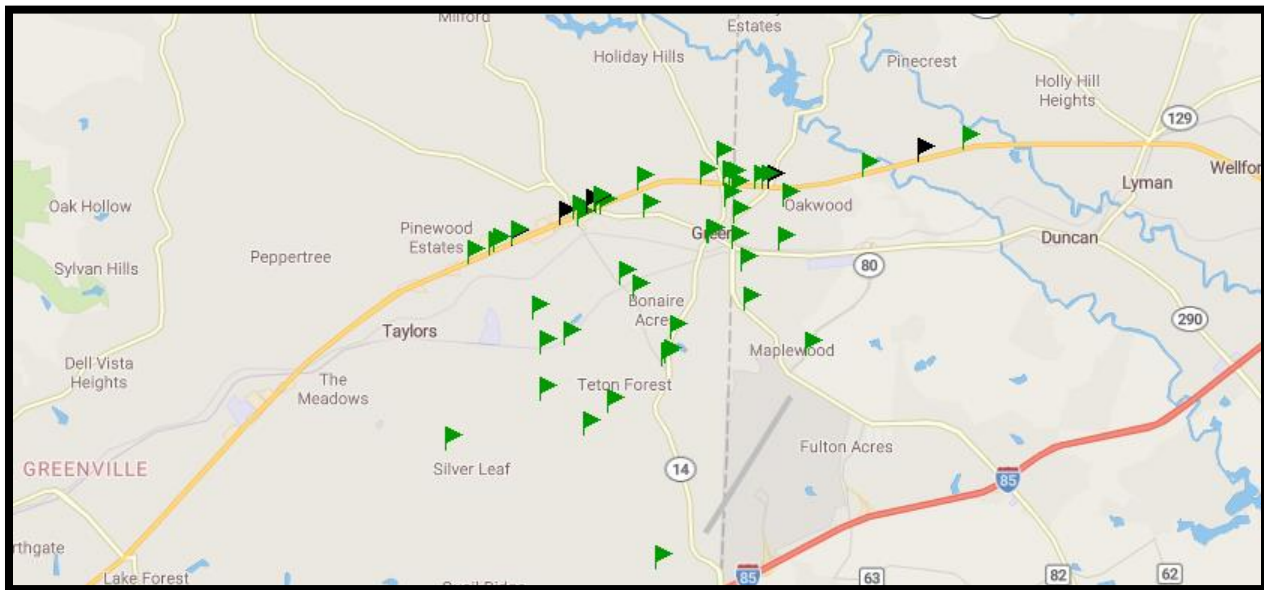 Milford
Estates
Holiday Hills
Pinecrest
Holly Hill
Heights
129
Wellfor
Lyman
Oak Hollow
Oakwood
Pinewood
Estates
Duncan
Peppertree
Sylvan Hills
80
Bonaire
Acre
290
Taylors
Maplewood
Dell Vista
Heights
The
Meadows
Teton Forest
Fulton Acres
Silver Leaf
GREENVILLE
14
85
rthgate
Lake Forest
85
63
82
62